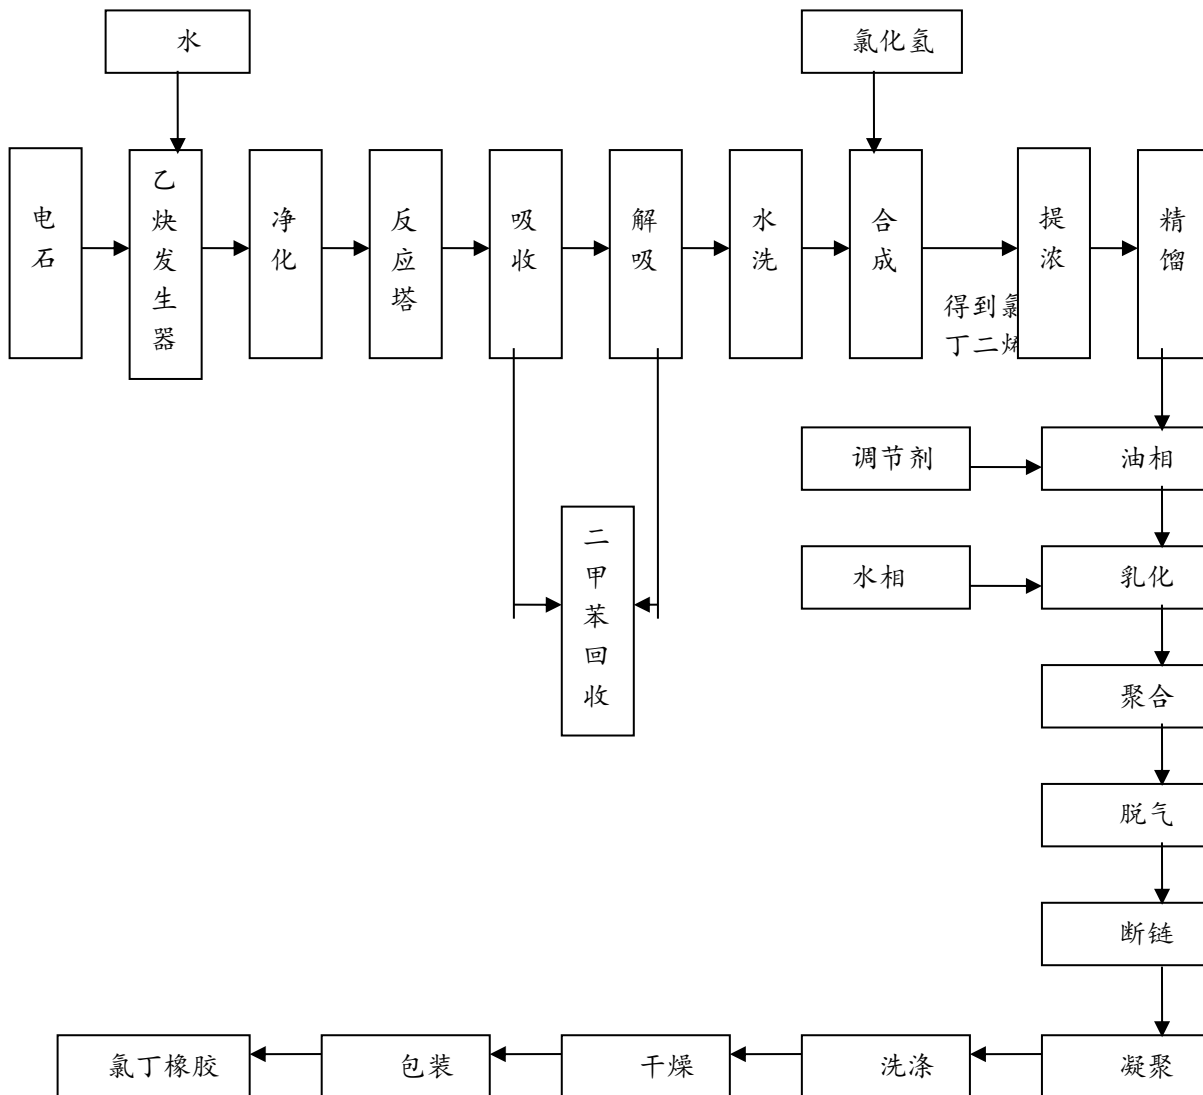 水
氯化氢
电石
乙炔发生器
净化
反应塔
吸收
解吸
水洗
合成
得到氯
丁二烯
提浓
精馏
调节剂
油相
二甲苯回收
水相
乳化
聚合
脱气
断链
氯丁橡胶
包装
干燥
洗涤
凝聚